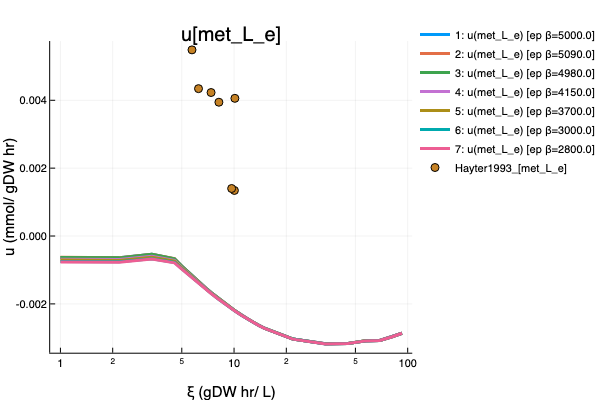 u[met_L_e]
1: u(met_L_e) [ep β=5000.0]
2: u(met_L_e) [ep β=5090.0]
3: u(met_L_e) [ep β=4980.0]
4: u(met_L_e) [ep β=4150.0]
5: u(met_L_e) [ep β=3700.0]
6: u(met_L_e) [ep β=3000.0]
7: u(met_L_e) [ep β=2800.0]
Hayter1993_[met_L_e]
u (mmol/ gDW hr)
0.004
0.002
0.000
-0.002
1 2 5 10 2 5 100
ξ (gDW hr/ L)